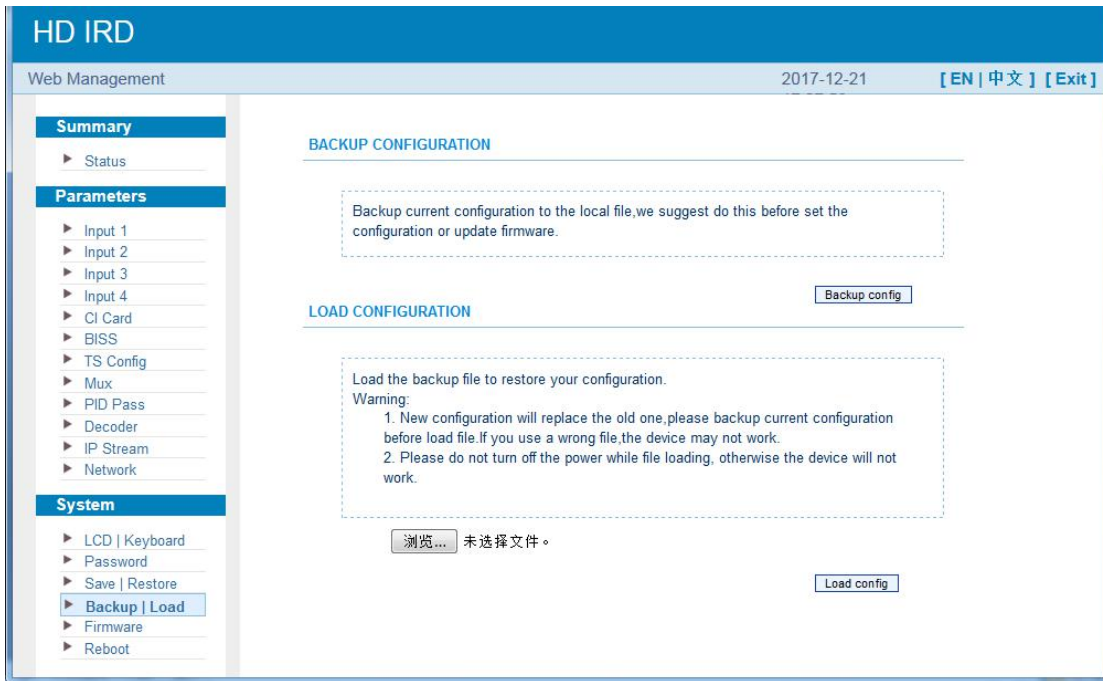 HD IRD
Web Management
2017-12-21
[ EN | 中文 ] [ Exit ]
Summary
Status
Parameters
Input 1
Input 2
Input 3
Input 4
CI Card
BISS
TS Config
Mux
PID Pass
Decoder
IP Stream
Network
System
LCD | Keyboard
Password
Save | Restore
Backup | Load
Firmware
Reboot
BACKUP CONFIGURATION
Backup current configuration to the local file,we suggest do this before set the
configuration or update firmware.
Backup config
LOAD CONFIGURATION
Load the backup file to restore your configuration.
Warning:
1. New configuration will replace the old one,please backup current configuration
before load file.If you use a wrong file,the device may not work.
2. Please do not turn off the power while file loading, otherwise the device will not
work.
浏览... 未选择文件。
Load config